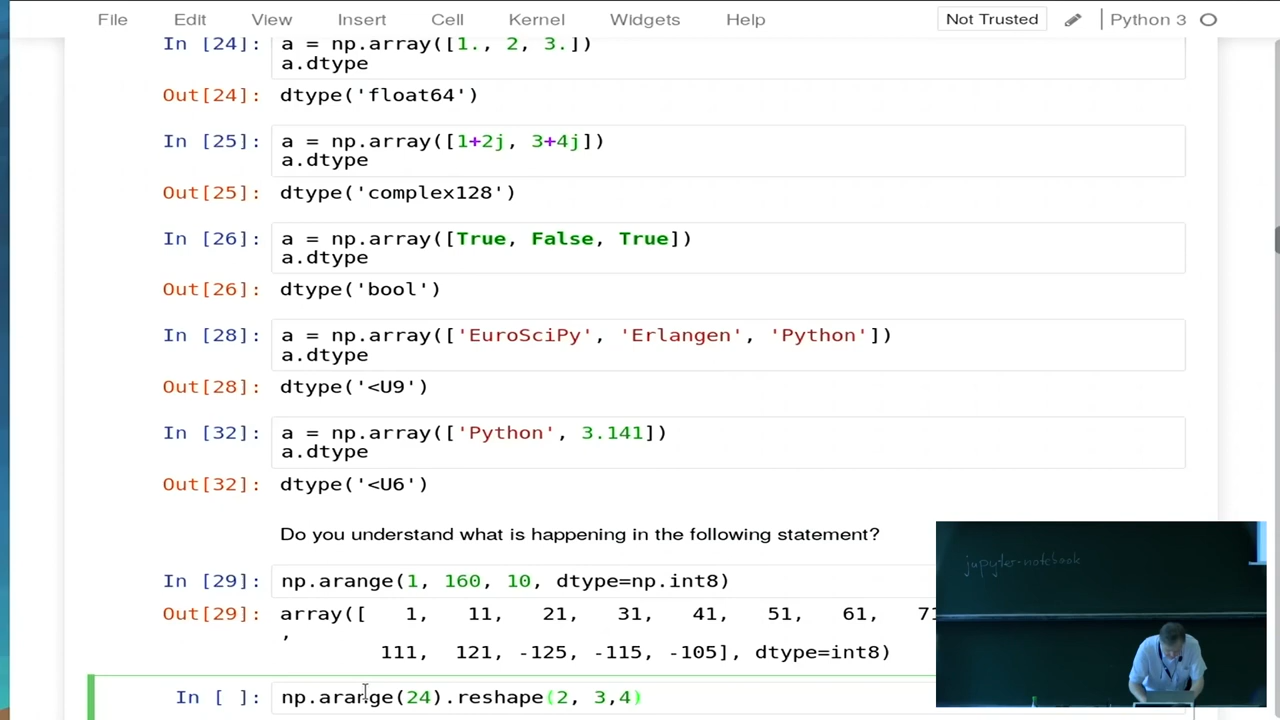 File Edit View Insert Cell Kernel Widgets Help Not Trusted Python 3
In [24]: a = np.array([1., 2, 3.])
a.dtype
Out[24]: dtype('float64')
In [25]: a = np.array([1+2j, 3+4j])
a.dtype
Out[25]: dtype('complex128')
In [26]: a = np.array([True, False, True])
a.dtype
Out[26]: dtype('bool')
In [28]: a = np.array(['EuroSciPy', 'Erlangen', 'Python'])
a.dtype
Out[28]: dtype('<U9')
In [32]: a = np.array(['Python', 3.141])
a.dtype
Out[32]: dtype('<U6')
Do you understand what is happening in the following statement?
In [29]: np.arange(1, 160, 10, dtype=np.int8)
Out[29]: array([ 1, 11, 21, 31, 41, 51, 61, 71
,
111, 121, -125, -115, -105], dtype=int8)
In [ ]: np.arange(24).reshape(2, 3,4)
jupyter-notebook